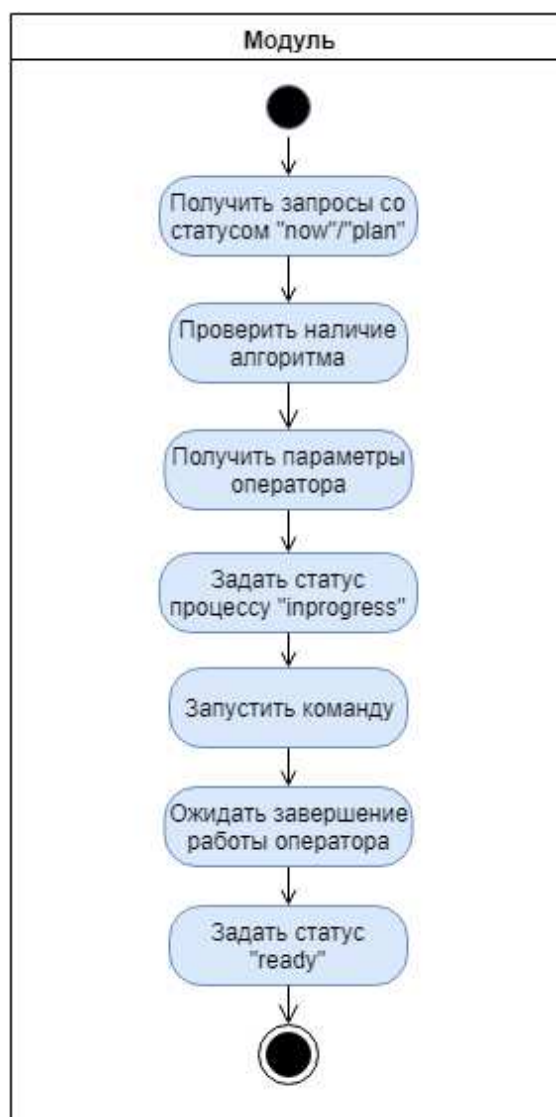 Модуль
Получить запросы со
статусом "now"/"plan"
Проверить наличие
алгоритма
Получить параметры
оператора
Задать статус
процессу "inprogress"
Запустить команду
Ожидать завершение
работы оператора
Задать статус
"ready"